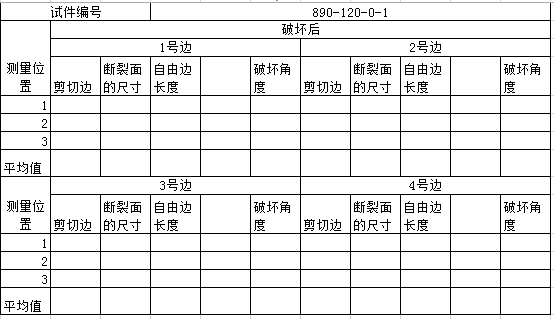 试件编号 890-120-0-1
破坏后
1号边 2号边
测量位置 剪切边 断裂面的尺寸 自由边长度 破坏角度 剪切边 断裂面的尺寸 自由边长度 破坏角度
1
2
3
平均值
3号边 4号边
测量位置 剪切边 断裂面的尺寸 自由边长度 破坏角度 剪切边 断裂面的尺寸 自由边长度 破坏角度
1
2
3
平均值